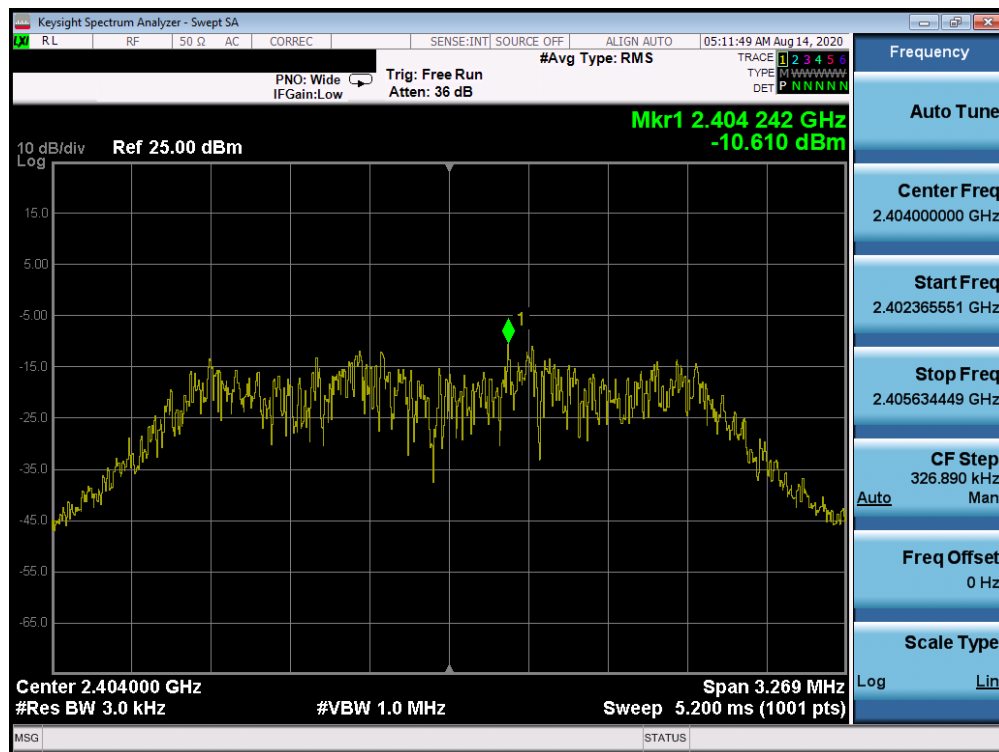 Keysight Spectrum Analyzer - Swept SA
LXI RL RF 50 Ω AC CORREC SENSE:INT SOURCE OFF ALIGN AUTO 05:11:49 AM Aug 14, 2020
#Avg Type: RMS
TRACE 1 2 3 4 5 6
PNO: Wide Trig: Free Run
TYPE M WWWWW
IFGain:Low Atten: 36 dB
DET P N N N N N
Mkr1 2.404 242 GHz
-10.610 dBm
10 dB/div Ref 25.00 dBm
Log
15.0
5.00
-5.00
1
-15.0
-25.0
-35.0
-45.0
-55.0
-65.0
Center 2.404000 GHz Span 3.269 MHz
#Res BW 3.0 kHz #VBW 1.0 MHz Sweep 5.200 ms (1001 pts)
MSG STATUS
Frequency
Auto Tune
Center Freq
2.404000000 GHz
Start Freq
2.402365551 GHz
Stop Freq
2.405634449 GHz
CF Step
326.890 kHz
Auto Man
Freq Offset
0 Hz
Scale Type
Log Lin